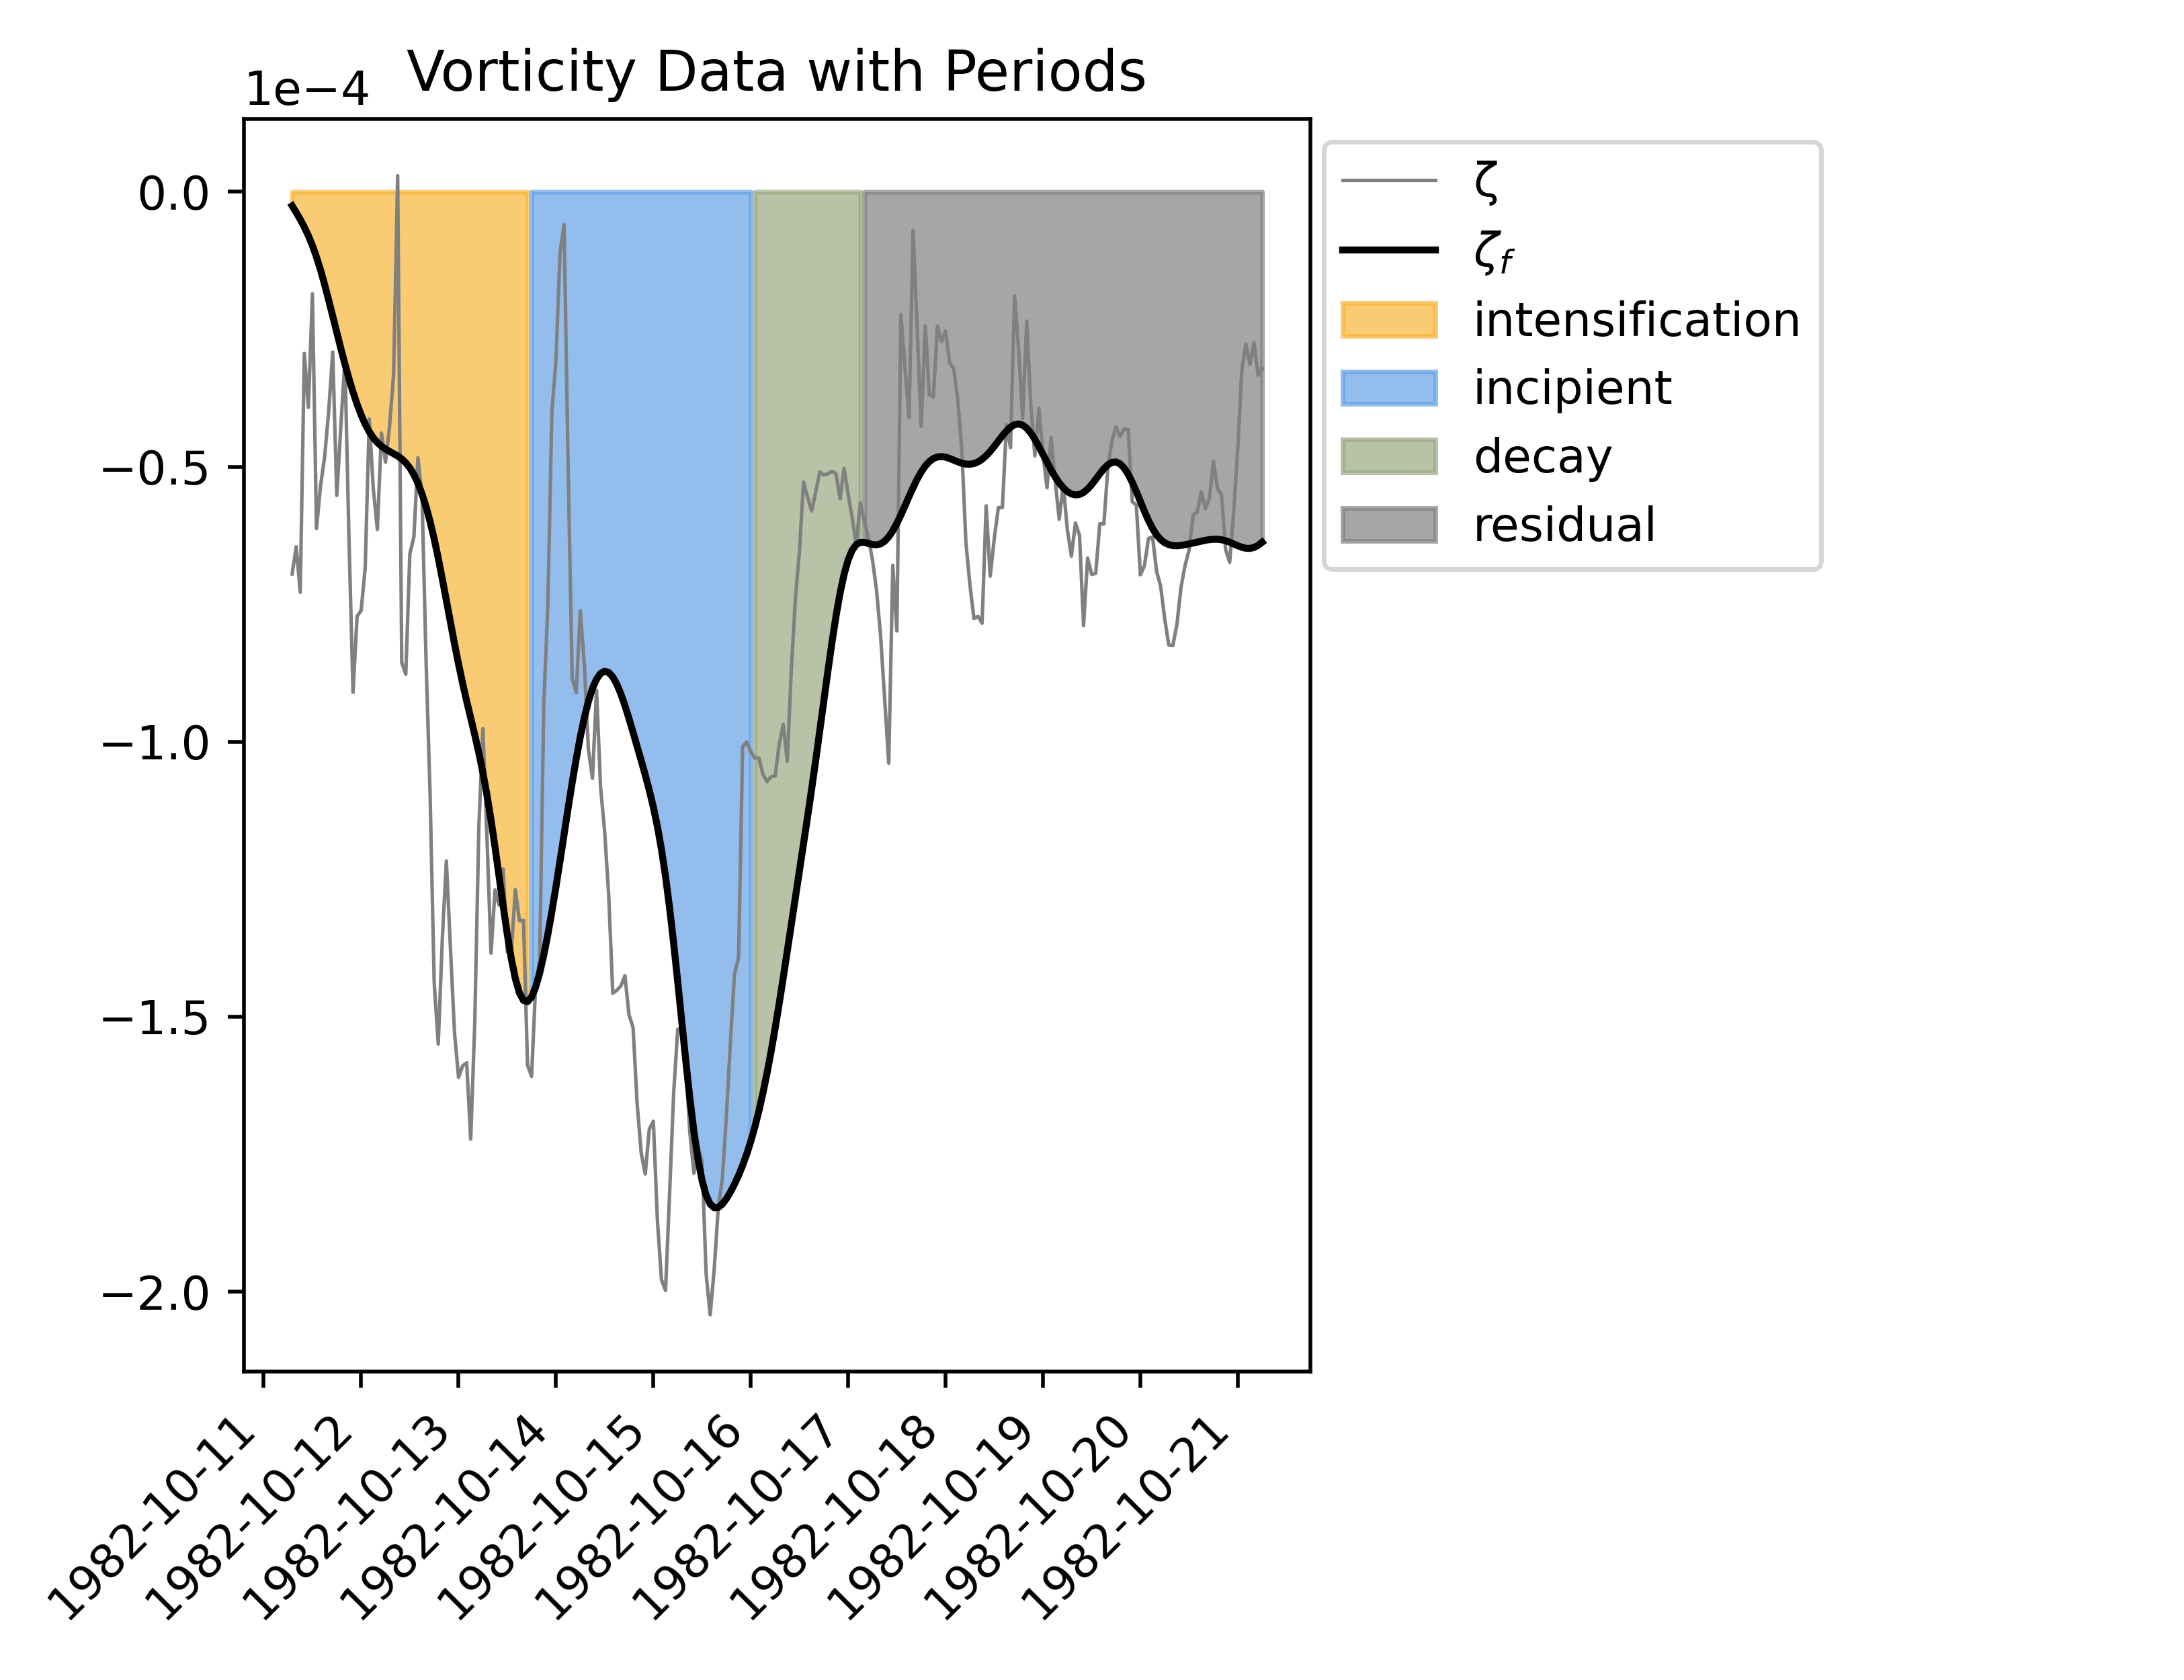 Vorticity Data with Periods
1e−4
0.0
−0.5
−1.0
−1.5
−2.0
1982-10-11
1982-10-12
1982-10-13
1982-10-14
1982-10-15
1982-10-16
1982-10-17
1982-10-18
1982-10-19
1982-10-20
1982-10-21
ζ
ζf
intensification
incipient
decay
residual